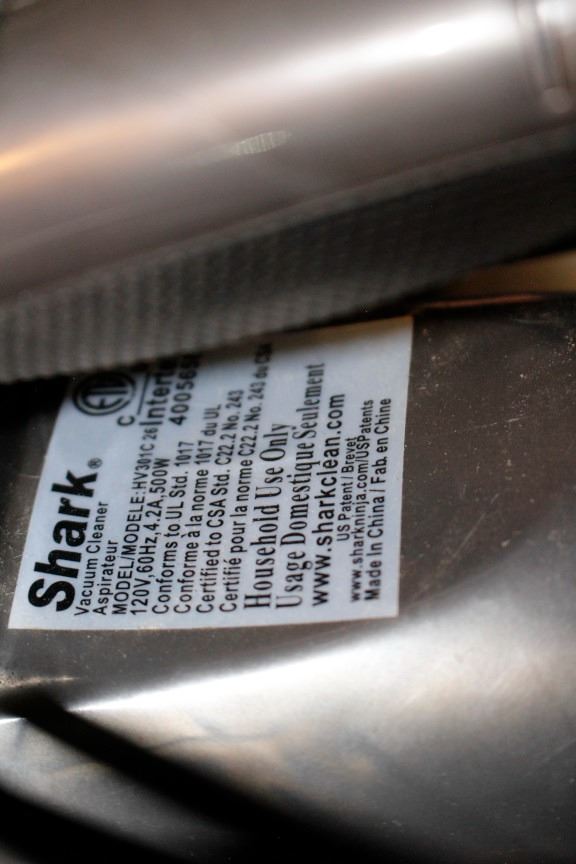 Shark®
Vacuum Cleaner
Aspirateur
MODEL/MODELE:HV301C 26
120V,60Hz,4.2A,500W
Conforms to UL Std. 1017
Conforme à la norme 1017 du UL
Certified to CSA Std. C22.2 No. 243
Certifié pour la norme C22.2 No. 243 du CSA
Household Use Only
Usage Domestique Seulement
www.sharkclean.com
US Patent / Brevet
www.sharkninja.com/USPatents
Made In China / Fab. en Chine
C